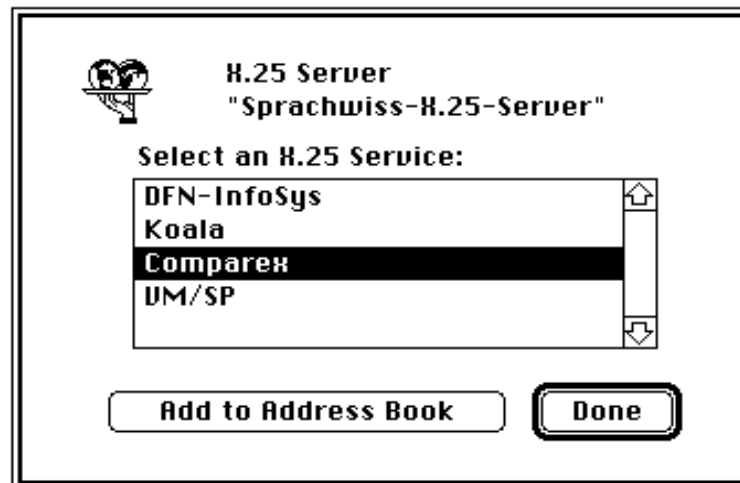 X.25 Server
"Sprachwiss-X.25-Server"
Select an X.25 Service:
DFN-InfoSys
Koala
Comparex
VM/SP
Add to Address Book
Done